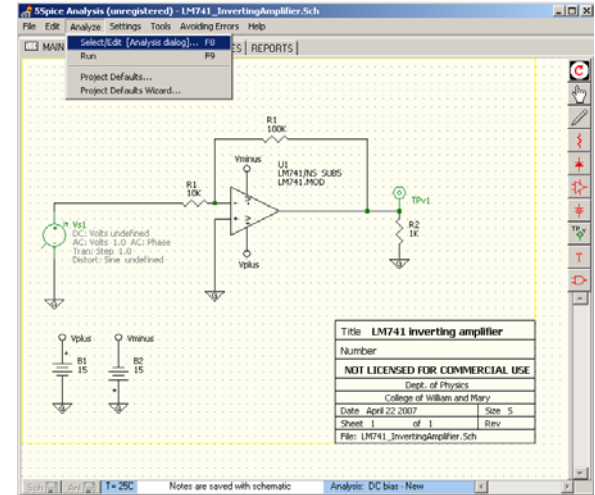 5Spice Analysis (unregistered) - LM741_InvertingAmplifier.Sch
File Edit Analyze Settings Tools Avoiding Errors Help
MAIN ES REPORTS
Select/Edit [Analysis dialog]... F8
Run F9
Project Defaults...
Project Defaults Wizard...
R1
100K
Vminus
U1
LM741/NS SUBS
LM741.MOD
R1
10K
TPv1
TP
Vs1
DC: Volts undefined
AC: Volts 1.0 AC: Phase
Tran: Step 1.0
Distort: Sine undefined
R2
1K
T
Vplus
Vplus Vminus
B1
15
B2
15
Title LM741 inverting amplifier
Number
NOT LICENSED FOR COMMERCIAL USE
Dept. of Physics
College of William and Mary
Date April 22 2007 Size S
Sheet 1 of 1 Rev
File: LM741_InvertingAmplifier.Sch
Sch Anl T= 25C Notes are saved with schematic Analysis: DC bias - New